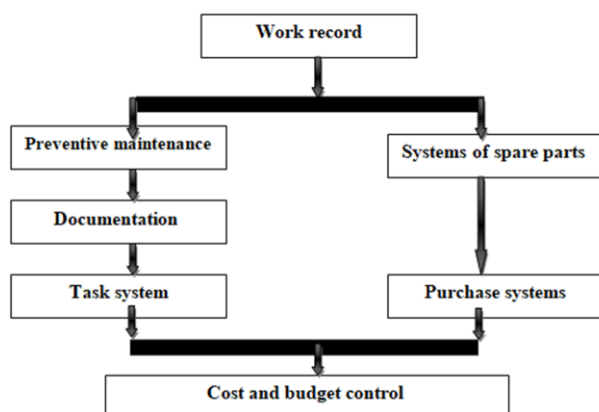 Work record
Preventive maintenance
Systems of spare parts
Documentation
Task system
Purchase systems
Cost and budget control